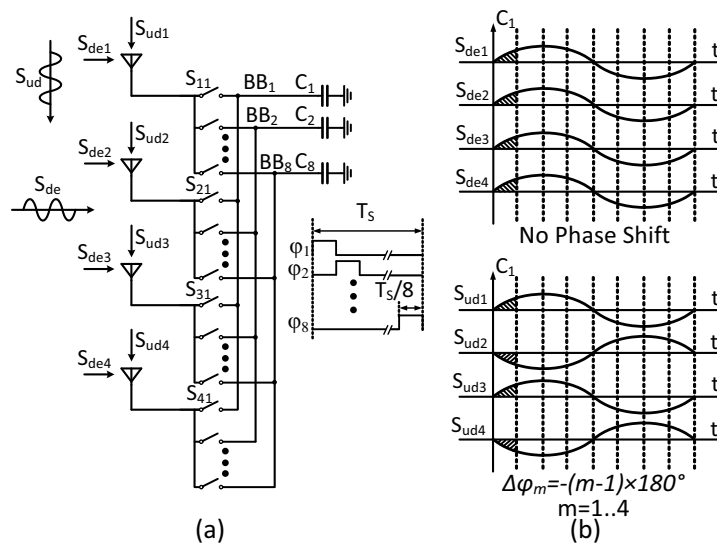 S_ud
S_de1
S_ud1
S_11
BB_1
C_1
BB_2
C_2
BB_8
C_8
S_de2
S_ud2
S_21
S_de
S_de3
S_ud3
S_31
S_de4
S_ud4
S_41
T_S
φ_1
φ_2
T_S/8
φ_8
(a)
C_1
S_de1
t
S_de2
t
S_de3
t
S_de4
t
No Phase Shift
C_1
S_ud1
t
S_ud2
t
S_ud3
t
S_ud4
t
Δφ_m=-(m-1)×180°
m=1..4
(b)